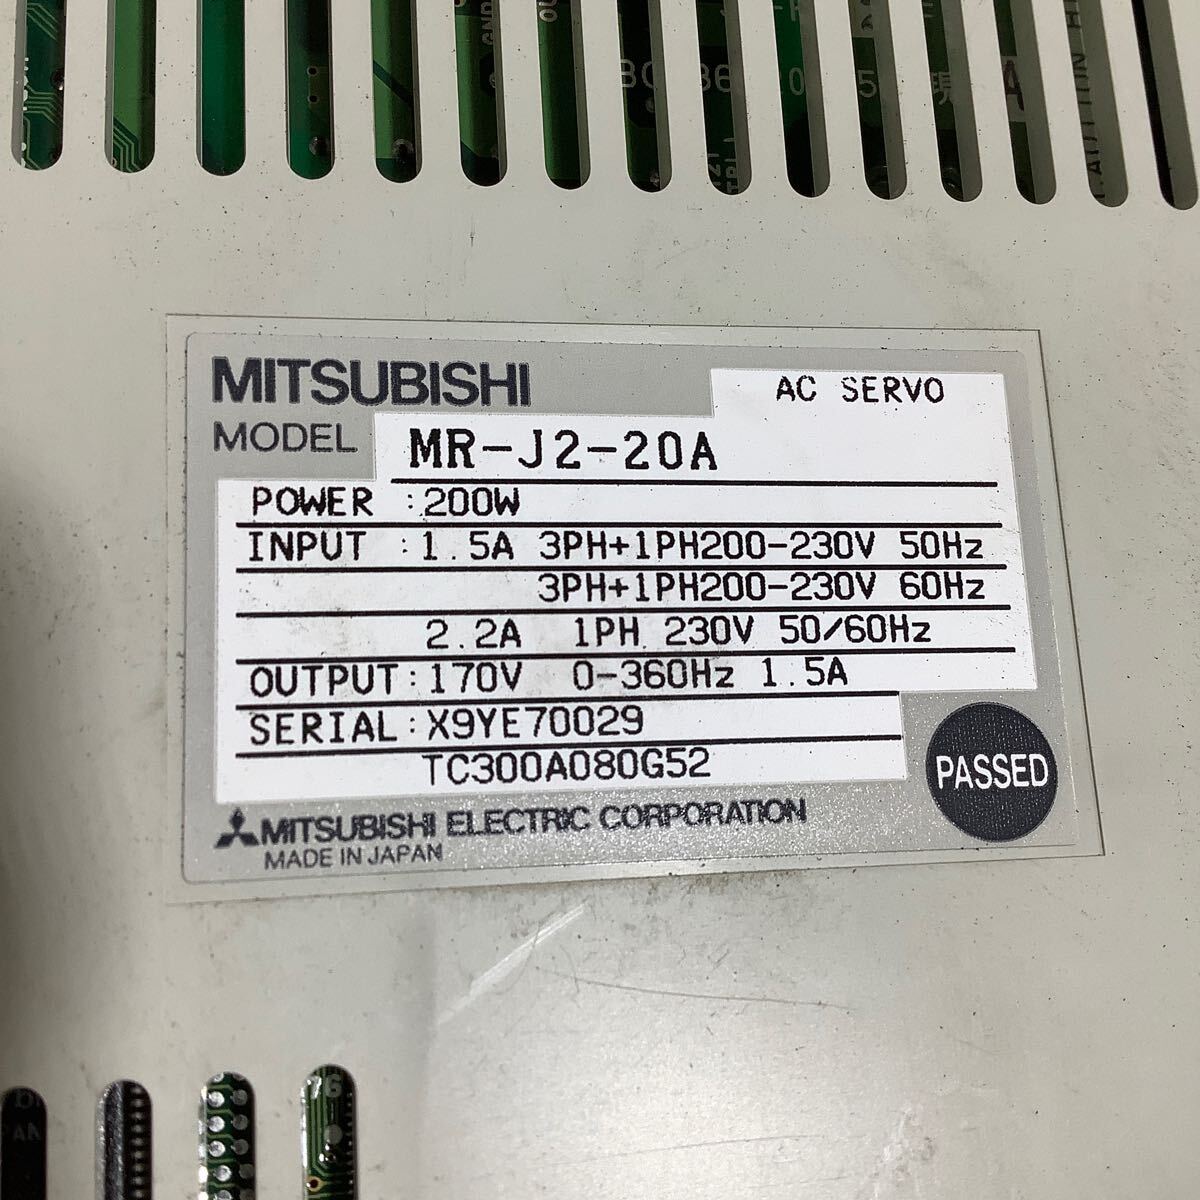 MITSUBISHI
AC SERVO
MODEL MR-J2-20A
POWER :200W
INPUT :1.5A 3PH+1PH200-230V 50Hz
3PH+1PH200-230V 60Hz
2.2A 1PH 230V 50/60Hz
OUTPUT:170V 0-360Hz 1.5A
SERIAL:X9YE70029
TC300A080G52
PASSED
MITSUBISHI ELECTRIC CORPORATION
MADE IN JAPAN